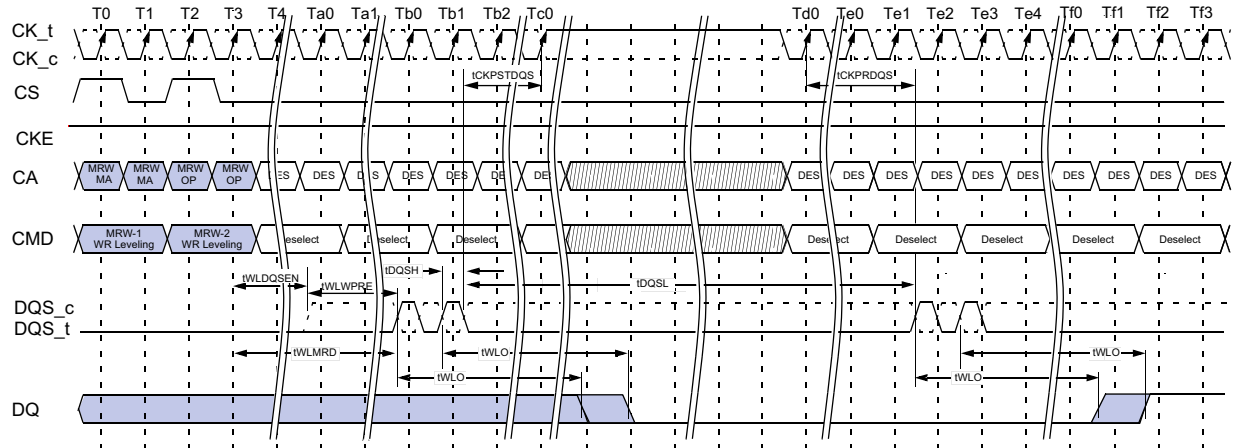 T0 T1 T2 T3 T4 Ta0 Ta1 Tb0 Tb1 Tb2 Tc0 Td0 Te0 Te1 Te2 Te3 Te4 Tf0 Tf1 Tf2 Tf3
CK_t
CK_c
tCKPSTDQS
tCKPRDQS
CS
CKE
CA
MRW MRW MRW MRW
MA MA OP OP
DES DES DES DES DES DES DES DES DES DES DES DES DES DES DES DES DES
CMD
MRW-1 MRW-2
WR Leveling WR Leveling
Deselect Deselect Deselect Deselect Deselect Deselect Deselect Deselect
tWLDQSEN
tWLWPRE
tDQSH
tDQSL
DQS_c
DQS_t
tWLMRD
tWLO
tWLO
tWLO
tWLO
DQ